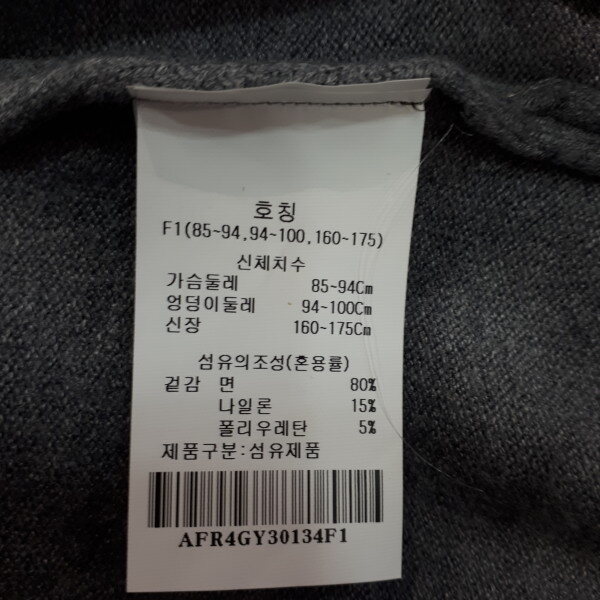 호칭
F1(85~94,94~100,160~175)
신체치수
가슴둘레 85~94Cm
엉덩이둘레 94~100Cm
신장 160~175Cm
섬유의조성(혼용률)
겉감 면 80%
나일론 15%
폴리우레탄 5%
제품구분:섬유제품
AFR4GY30134F1